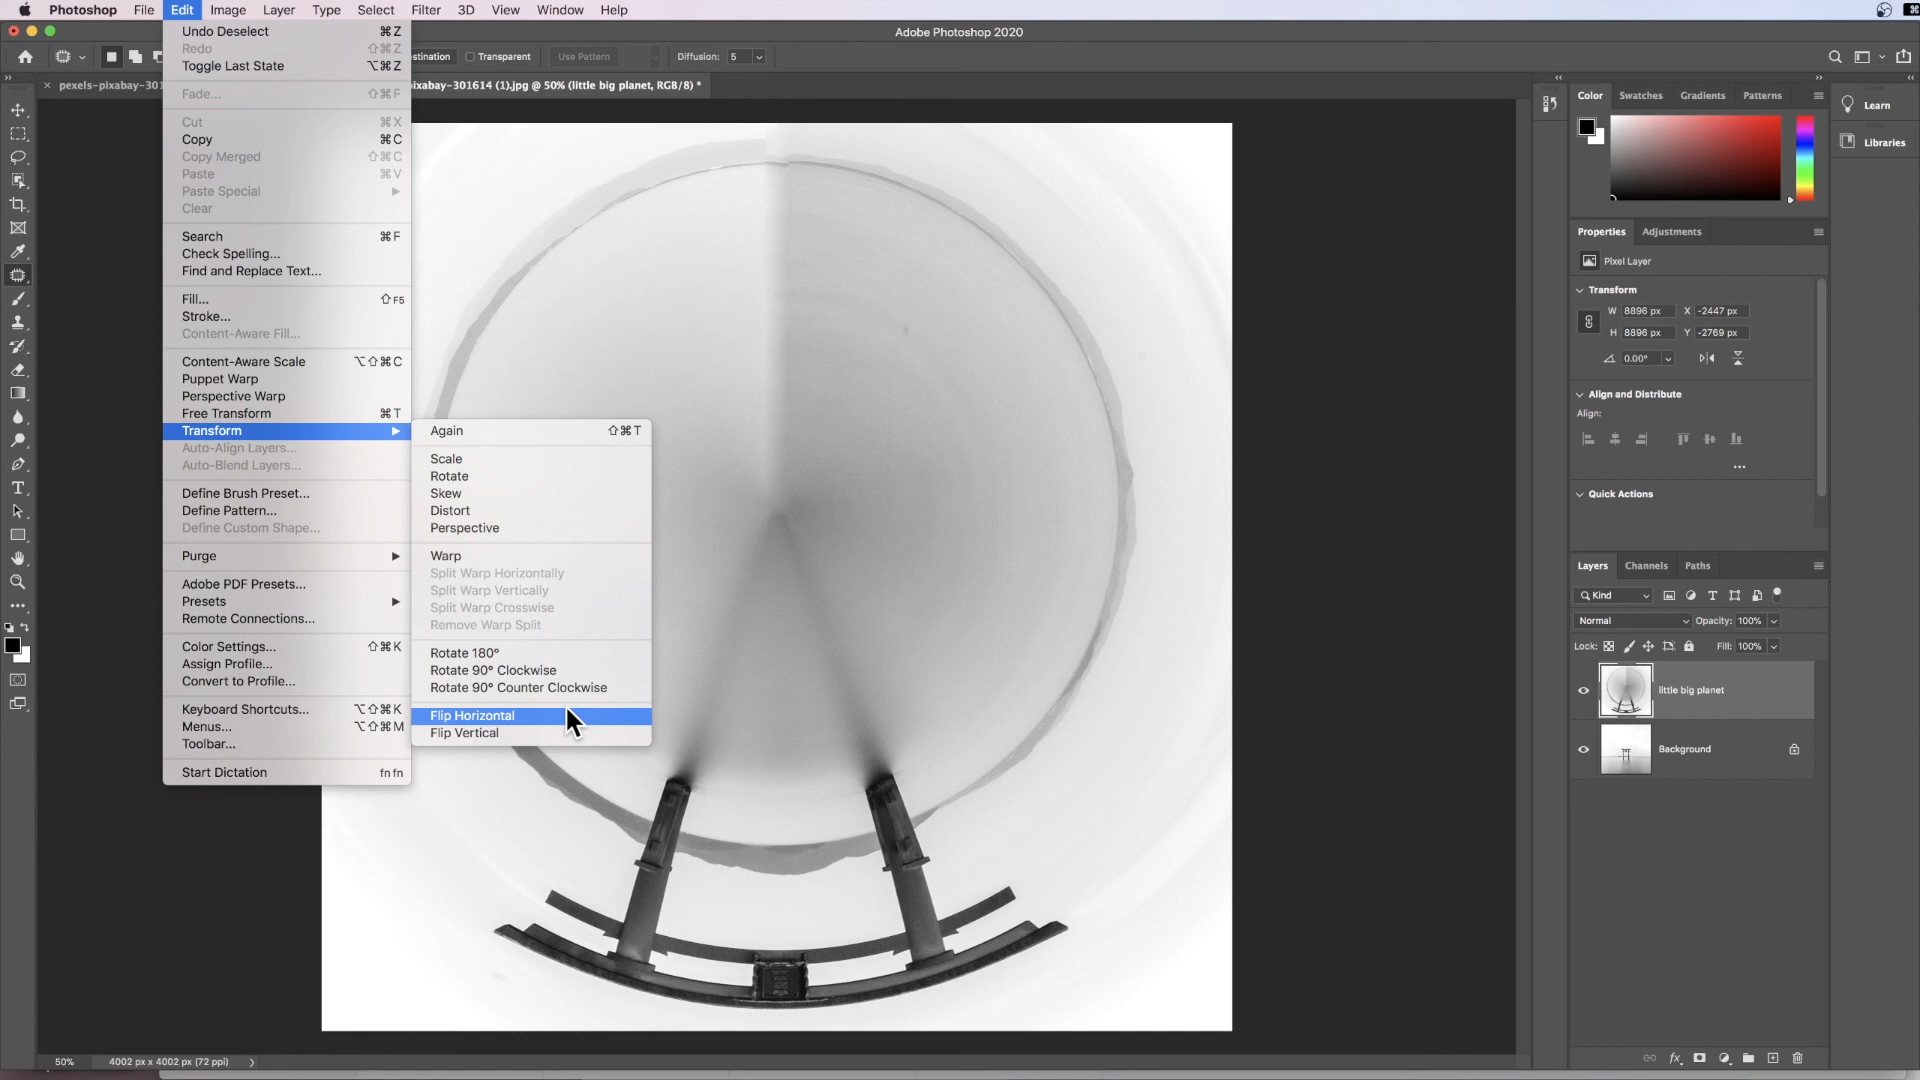 Photoshop File Edit Image Layer Type Select Filter 3D View Window Help
Adobe Photoshop 2020
stination Transparent Use Pattern Diffusion: 5
pexels-pixabay-301
ixabay-301614 (1).jpg @ 50% (little big planet, RGB/8) *
Undo Deselect ⌘Z
Redo ⇧⌘Z
Toggle Last State ⌥⌘Z
Fade... ⇧⌘F
Cut ⌘X
Copy ⌘C
Copy Merged ⇧⌘C
Paste ⌘V
Paste Special
Clear
Search ⌘F
Check Spelling...
Find and Replace Text...
Fill... ⇧F5
Stroke...
Content-Aware Fill...
Content-Aware Scale ⌥⇧⌘C
Puppet Warp
Perspective Warp
Free Transform ⌘T
Transform
Auto-Align Layers...
Auto-Blend Layers...
Define Brush Preset...
Define Pattern...
Define Custom Shape...
Purge
Adobe PDF Presets...
Presets
Remote Connections...
Color Settings... ⇧⌘K
Assign Profile...
Convert to Profile...
Keyboard Shortcuts... ⌥⇧⌘K
Menus... ⌥⇧⌘M
Toolbar...
Start Dictation fn fn
Again ⇧⌘T
Scale
Rotate
Skew
Distort
Perspective
Warp
Split Warp Horizontally
Split Warp Vertically
Split Warp Crosswise
Remove Warp Split
Rotate 180°
Rotate 90° Clockwise
Rotate 90° Counter Clockwise
Flip Horizontal
Flip Vertical
Color Swatches Gradients Patterns
Learn
Libraries
Properties Adjustments
Pixel Layer
Transform
W 8896 px X -2447 px
H 8896 px Y -2769 px
0.00°
Align and Distribute
Align:
Quick Actions
Layers Channels Paths
Kind
Normal Opacity: 100%
Lock: Fill: 100%
little big planet
Background
50% 4002 px x 4002 px (72 ppi)